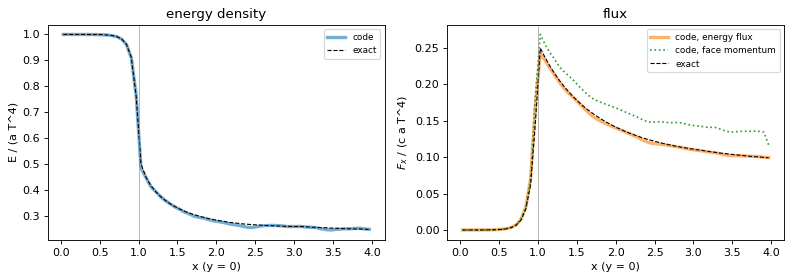 energy density
E / (a T^4)
1.0
0.9
0.8
0.7
0.6
0.5
0.4
0.3
code
exact
0.0 0.5 1.0 1.5 2.0 2.5 3.0 3.5 4.0
x (y = 0)
flux
Fₓ / (c a T^4)
0.25
0.20
0.15
0.10
0.05
0.00
code, energy flux
code, face momentum
exact
0.0 0.5 1.0 1.5 2.0 2.5 3.0 3.5 4.0
x (y = 0)